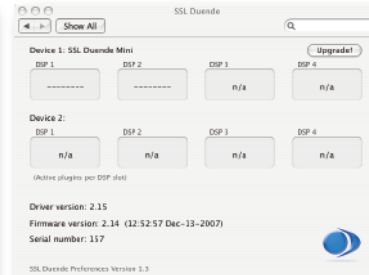 SSL Duende
Show All
Device 1: SSL Duende Mini
Upgrade!
DSP 1 DSP 2 DSP 3 DSP 4
-------- -------- n/a n/a
Device 2:
DSP 1 DSP 2 DSP 3 DSP 4
n/a n/a n/a n/a
(Active plugins per DSP slot)
Driver version: 2.15
Firmware version: 2.14 (12:52:57 Dec-13-2007)
Serial number: 157
SSL Duende Preferences Version 1.3